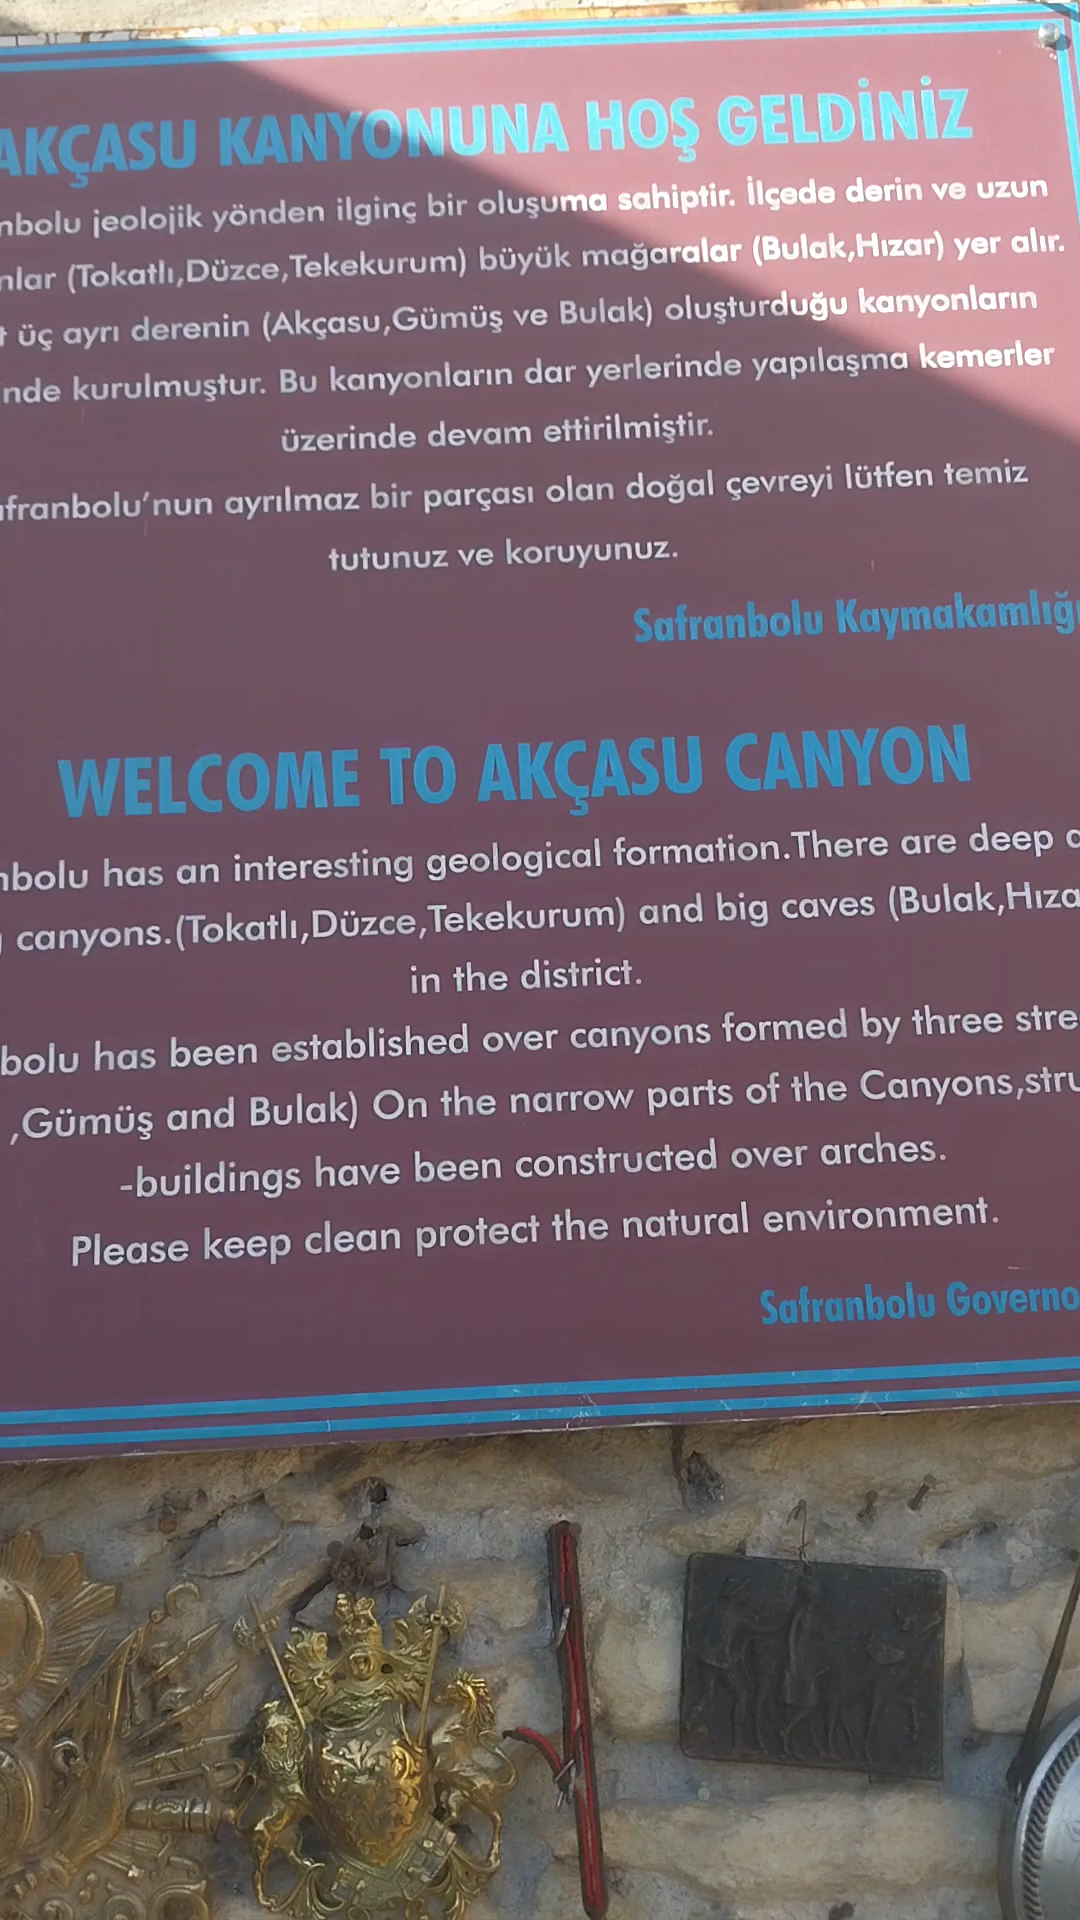 AKÇASU KANYONUNA HOŞ GELDİNİZ
nbolu jeolojik yönden ilginç bir oluşuma sahiptir. İlçede derin ve uzun
nlar (Tokatlı,Düzce,Tekekurum) büyük mağaralar (Bulak,Hızar) yer alır.
t üç ayrı derenin (Akçasu,Gümüş ve Bulak) oluşturduğu kanyonların
nde kurulmuştur. Bu kanyonların dar yerlerinde yapılaşma kemerler
üzerinde devam ettirilmiştir.
afranbolu'nun ayrılmaz bir parçası olan doğal çevreyi lütfen temiz
tutunuz ve koruyunuz.
Safranbolu Kaymakamlığı
WELCOME TO AKÇASU CANYON
nbolu has an interesting geological formation.There are deep a
canyons.(Tokatlı,Düzce,Tekekurum) and big caves (Bulak,Hıza
in the district.
bolu has been established over canyons formed by three stre
,Gümüş and Bulak) On the narrow parts of the Canyons,stru
-buildings have been constructed over arches.
Please keep clean protect the natural environment.
Safranbolu Governo